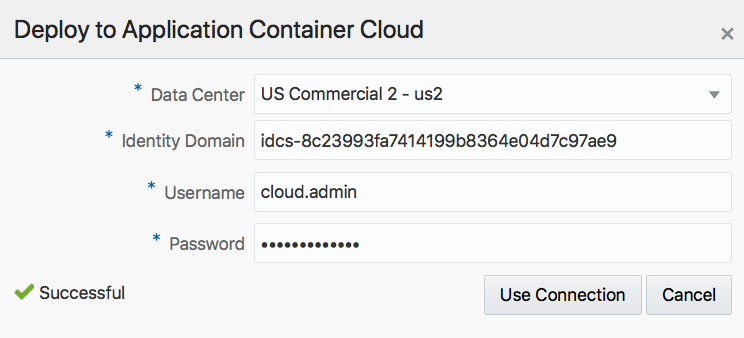 Deploy to Application Container Cloud
* Data Center US Commercial 2 - us2
* Identity Domain idcs-8c23993fa7414199b8364e04d7c97ae9
* Username cloud.admin
* Password •••••••••••••
Successful Use Connection Cancel